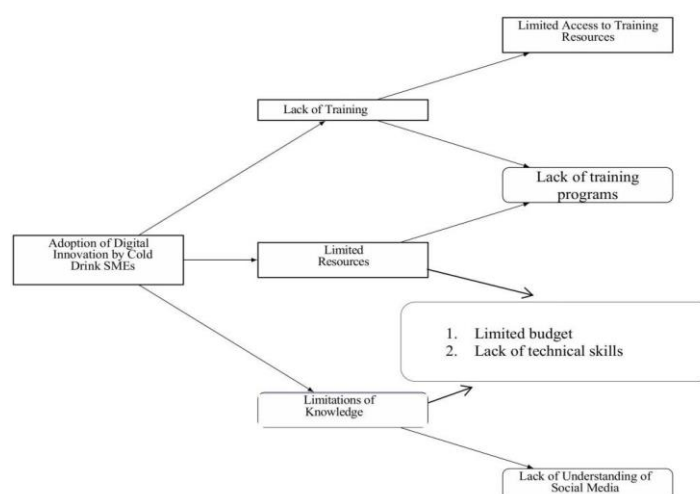 Limited Access to Training
Resources
Lack of Training
Lack of training
programs
Adoption of Digital
Innovation by Cold
Drink SMEs
Limited
Resources
1. Limited budget
2. Lack of technical skills
Limitations of
Knowledge
Lack of Understanding of
Social Media